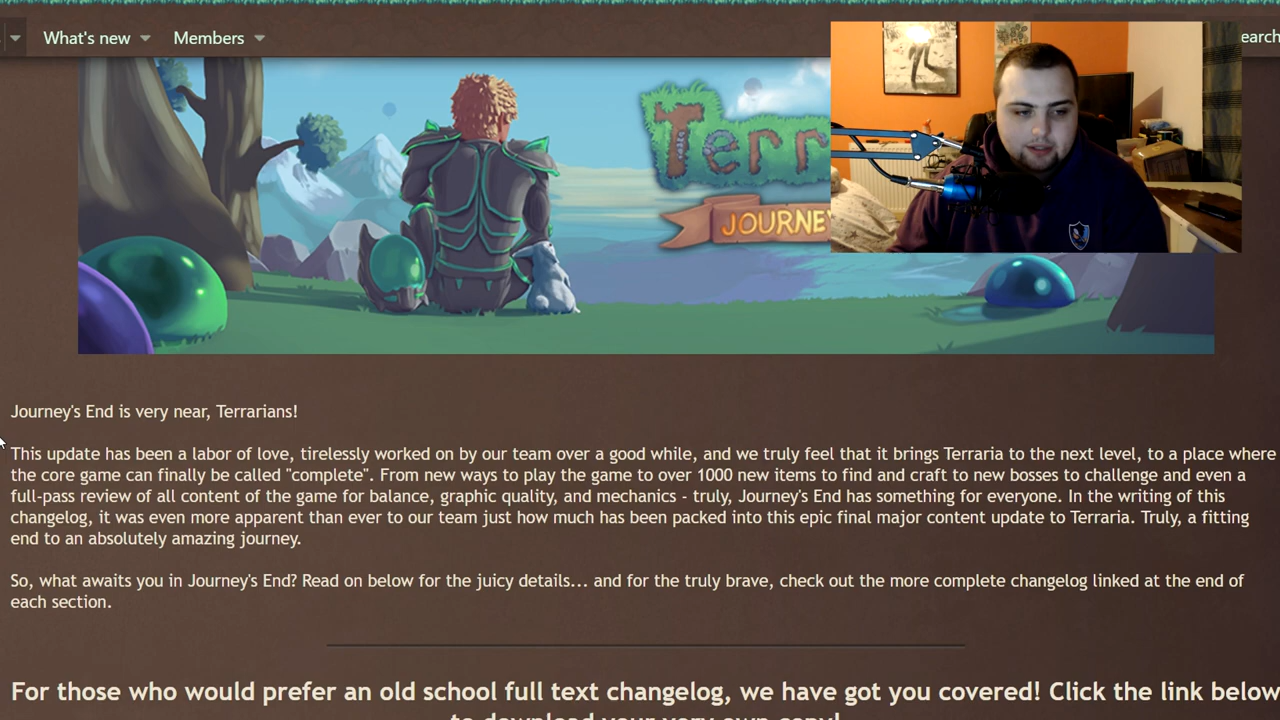 What's new
Members
earch
Terr
JOURNEY
Journey's End is very near, Terrarians!
This update has been a labor of love, tirelessly worked on by our team over a good while, and we truly feel that it brings Terraria to the next level, to a place where
the core game can finally be called "complete". From new ways to play the game to over 1000 new items to find and craft to new bosses to challenge and even a
full-pass review of all content of the game for balance, graphic quality, and mechanics - truly, Journey's End has something for everyone. In the writing of this
changelog, it was even more apparent than ever to our team just how much has been packed into this epic final major content update to Terraria. Truly, a fitting
end to an absolutely amazing journey.
So, what awaits you in Journey's End? Read on below for the juicy details... and for the truly brave, check out the more complete changelog linked at the end of
each section.
For those who would prefer an old school full text changelog, we have got you covered! Click the link below
to download your very own copy!